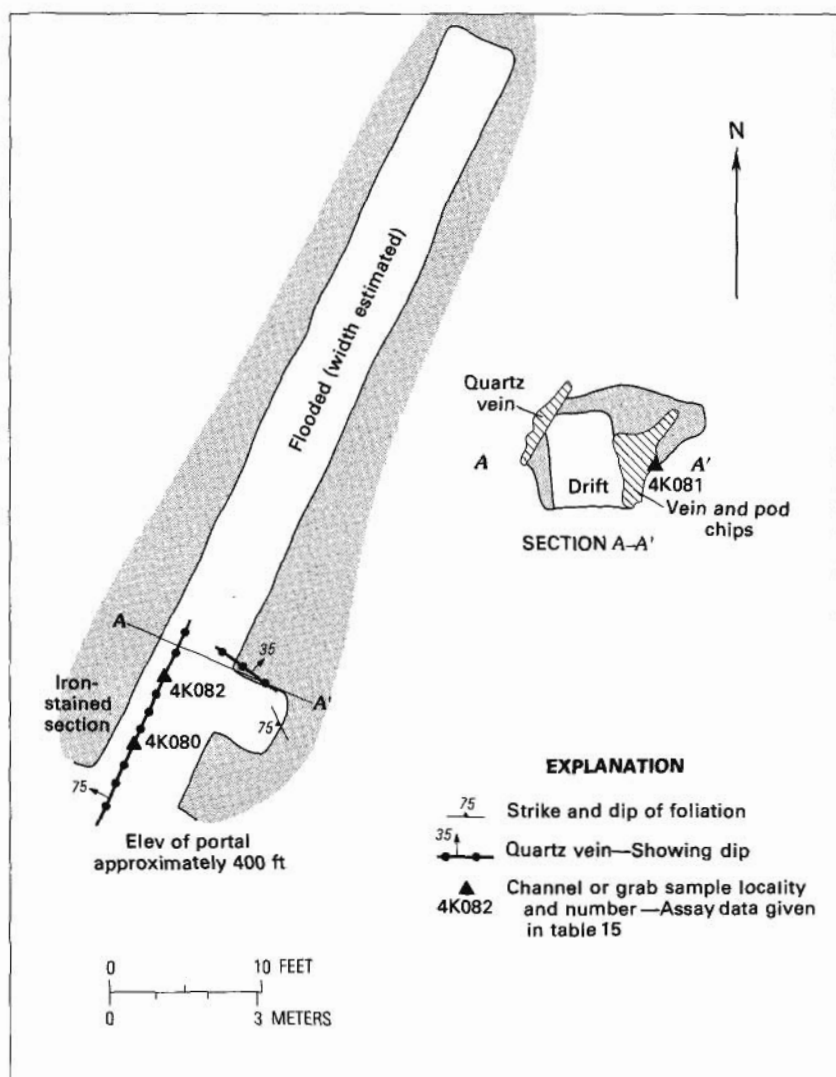 N
Flooded (width estimated)
Quartz
vein
A
Drift
A'
4K081
Vein and pod
chips
SECTION A–A'
A
35
4K082
A'
Iron-
stained
section
75
4K080
75
Elev of portal
approximately 400 ft
EXPLANATION
75
Strike and dip of foliation
35
Quartz vein—Showing dip
4K082
Channel or grab sample locality
and number—Assay data given
in table 15
0 10 FEET
0 3 METERS